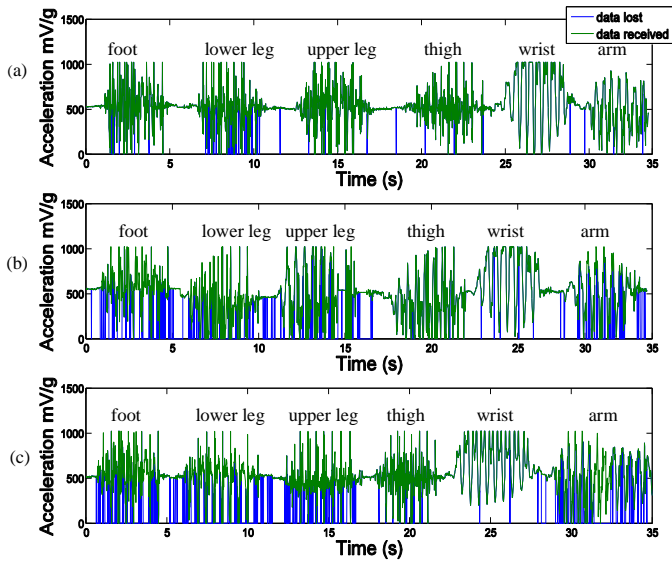 data lost
data received
(a)
Acceleration mV/g
1500
1000
500
0
foot lower leg upper leg thigh wrist arm
0 5 10 15 20 25 30 35
Time (s)
(b)
Acceleration mV/g
1500
1000
500
0
foot lower leg upper leg thigh wrist arm
0 5 10 15 20 25 30 35
Time (s)
(c)
Acceleration mV/g
1500
1000
500
0
foot lower leg upper leg thigh wrist arm
0 5 10 15 20 25 30 35
Time (s)